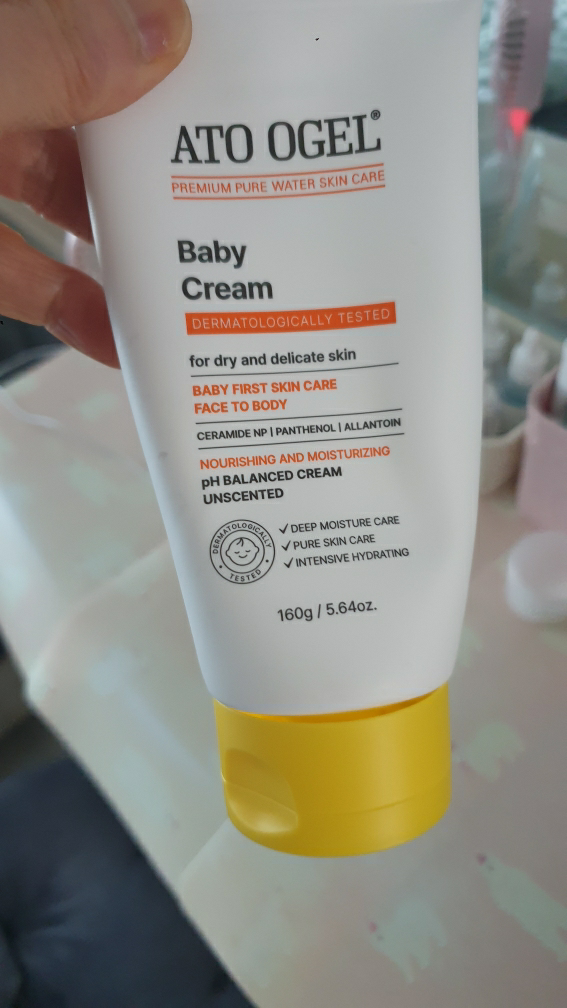 ATO OGEL®
PREMIUM PURE WATER SKIN CARE
Baby
Cream
DERMATOLOGICALLY TESTED
for dry and delicate skin
BABY FIRST SKIN CARE
FACE TO BODY
CERAMIDE NP | PANTHENOL | ALLANTOIN
NOURISHING AND MOISTURIZING
pH BALANCED CREAM
UNSCENTED
DERMATOLOGICALLY
• TESTED •
✓ DEEP MOISTURE CARE
✓ PURE SKIN CARE
✓ INTENSIVE HYDRATING
160g / 5.64oz.